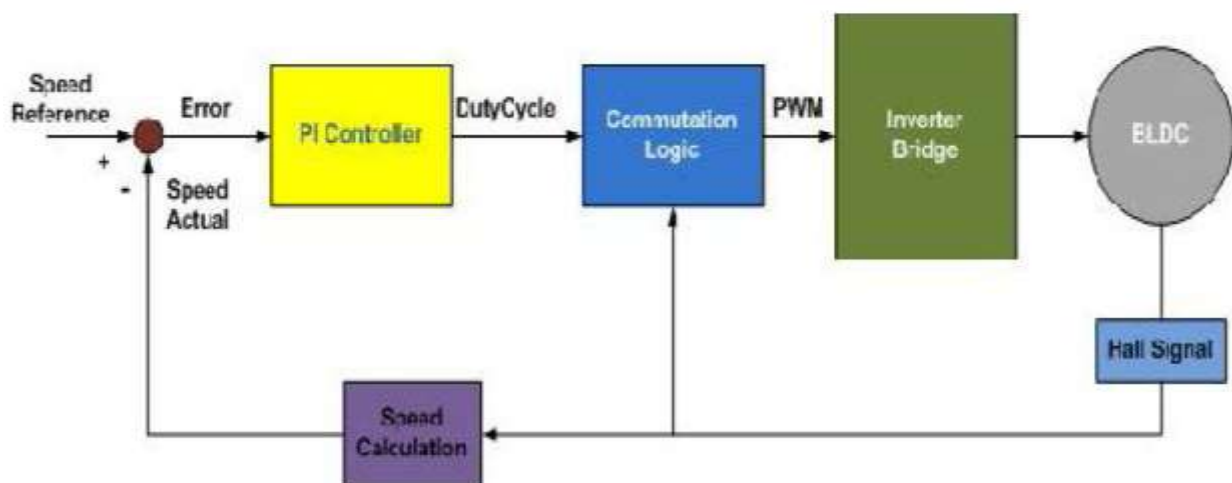 Speed
Reference
+
-
Error
Speed
Actual
PI Controller
DutyCycle
Commutation
Logic
PWM
Inverter
Bridge
BLDC
Hall Signal
Speed
Calculation